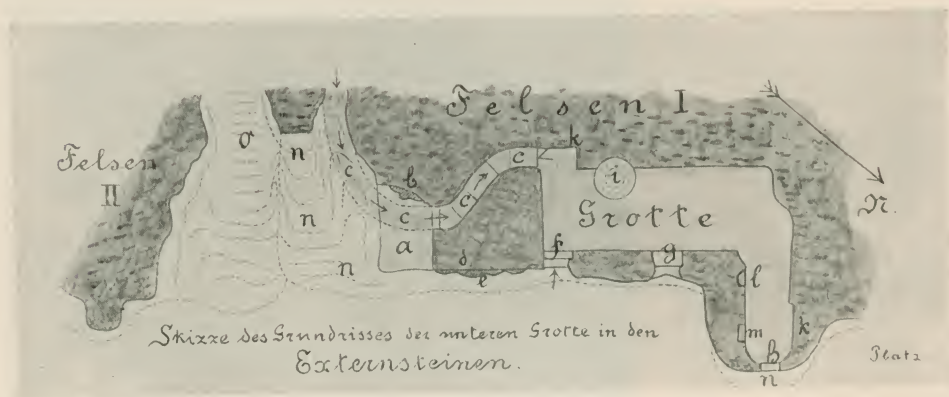 Felsen I
Felsen
II
N.
Grotte
o
n
n
n
c
b
c
c
c
a
d
e
k
i
f
g
l
m
k
h
n
Platz
Skizze des Grundrisses der unteren Grotte in den
Externsteinen.